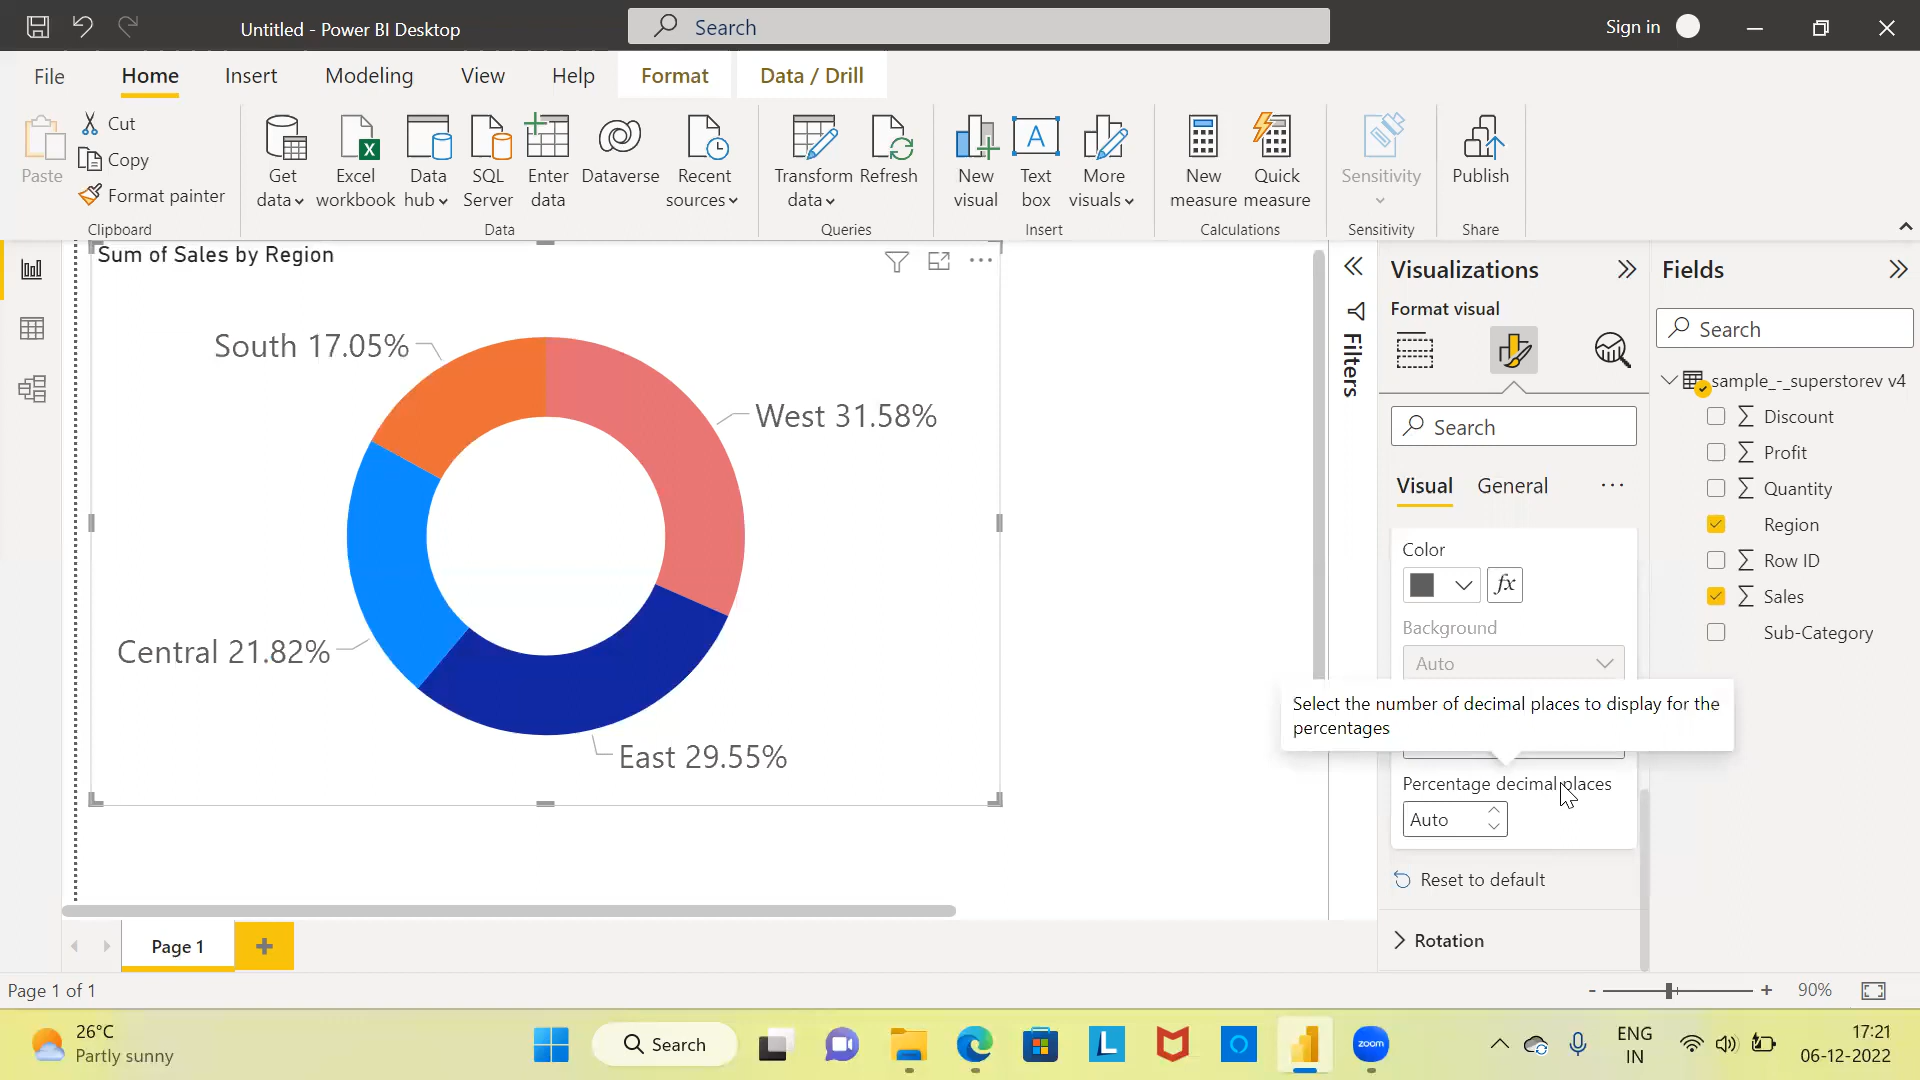 Untitled - Power BI Desktop
Search
Sign in
File
Home
Insert
Modeling
View
Help
Format
Data / Drill
Paste
Cut
Copy
Format painter
Clipboard
Get data
Excel workbook
Data hub
SQL Server
Enter data
Dataverse
Recent sources
Data
Transform data
Refresh
Queries
New visual
Text box
More visuals
Insert
New measure
Quick measure
Calculations
Sensitivity
Sensitivity
Publish
Share
Sum of Sales by Region
South 17.05%
West 31.58%
Central 21.82%
East 29.55%
Filters
Visualizations
Format visual
Search
Visual
General
Color
fx
Background
Auto
Select the number of decimal places to display for the
percentages
Percentage decimal places
Auto
Reset to default
Rotation
Fields
Search
sample_-_superstorev v4
Discount
Profit
Quantity
Region
Row ID
Sales
Sub-Category
Page 1
Page 1 of 1
90%
26°C
Partly sunny
Search
L
zoom
ENG
IN
17:21
06-12-2022